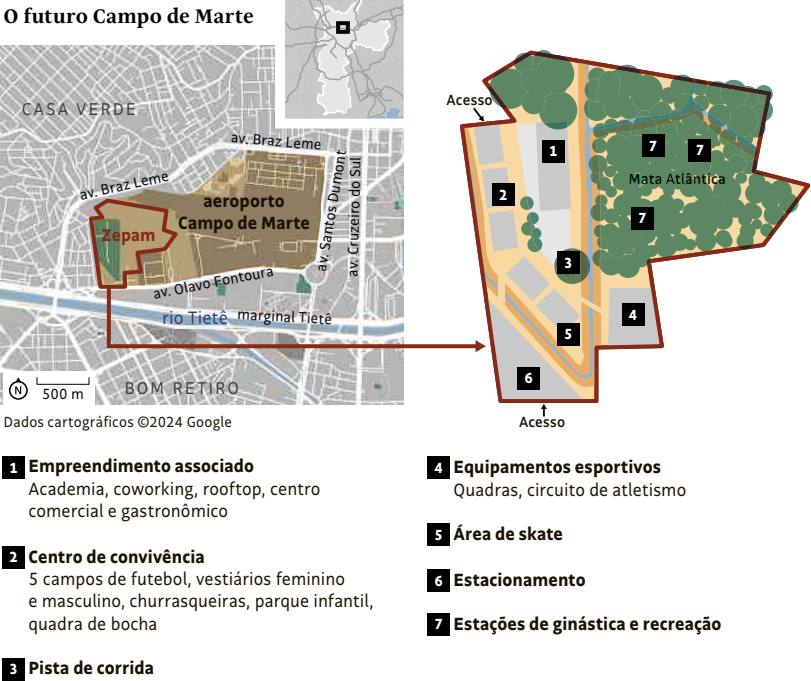 O futuro Campo de Marte
CASA VERDE
av. Braz Leme
av. Braz Leme
aeroporto
Campo de Marte
Zepam
av. Santos Dumont
av. Cruzeiro do Sul
av. Olavo Fontoura
rio Tietê
marginal Tietê
N
500 m
BOM RETIRO
Dados cartográficos ©2024 Google
Acesso
1
7
7
Mata Atlântica
2
7
3
4
5
6
Acesso
1 Empreendimento associado
Academia, coworking, rooftop, centro
comercial e gastronômico
2 Centro de convivência
5 campos de futebol, vestiários feminino
e masculino, churrasqueiras, parque infantil,
quadra de bocha
3 Pista de corrida
4 Equipamentos esportivos
Quadras, circuito de atletismo
5 Área de skate
6 Estacionamento
7 Estações de ginástica e recreação